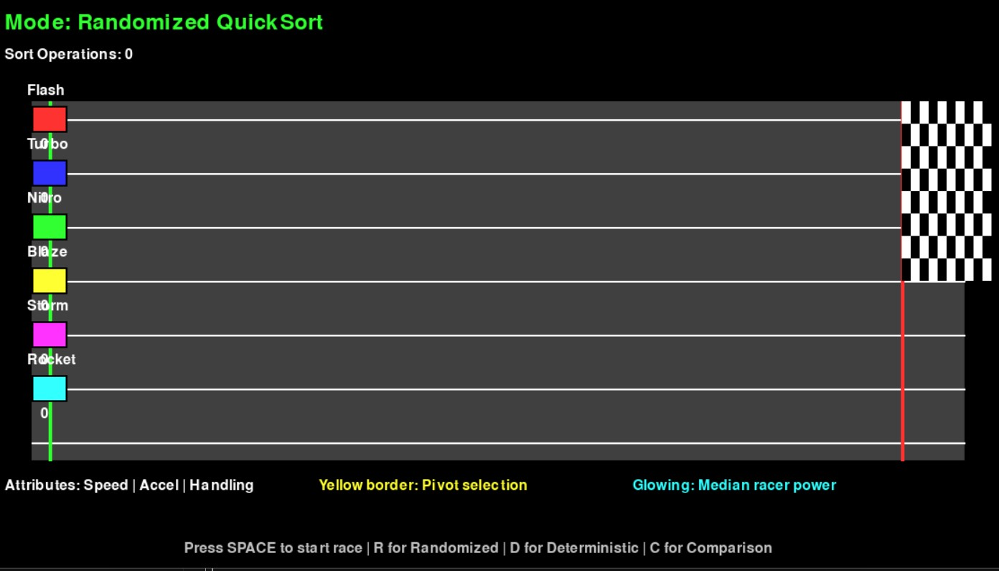 Mode: Randomized QuickSort
Sort Operations: 0
Flash
Turbo
0
Nitro
0
Blaze
0
Storm
0
Rocket
0
0
Attributes: Speed | Accel | Handling
Yellow border: Pivot selection
Glowing: Median racer power
Press SPACE to start race | R for Randomized | D for Deterministic | C for Comparison